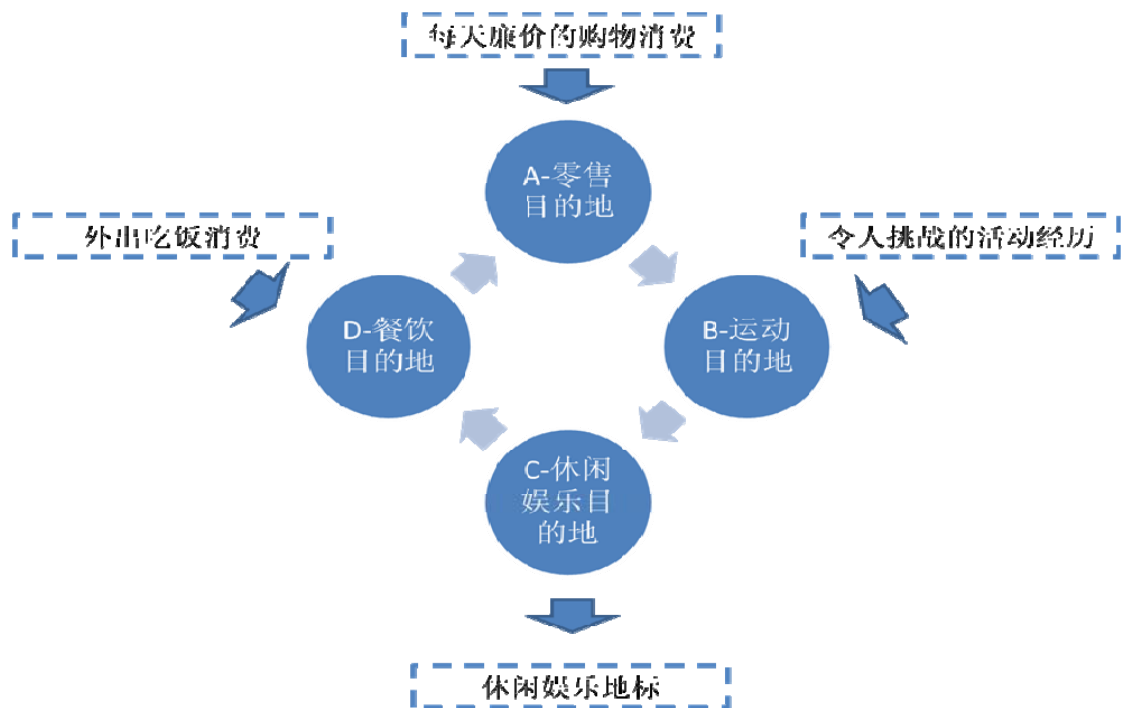 每天廉价的购物消费
A-零售
目的地
外出吃饭消费
令人挑战的活动经历
D-餐饮
目的地
B-运动
目的地
C-休闲
娱乐目
的地
休闲娱乐地标